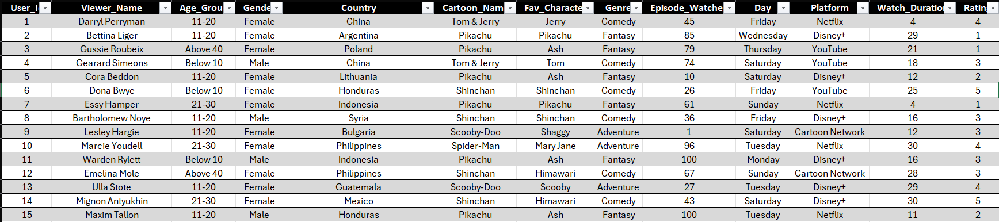 User_I Viewer_Name Age_Grou Gende Country Cartoon_Nam Fav_Characte Genre Episode_Watche Day Platform Watch_Duratio Ratin
1 Darryl Perryman 11-20 Female China Tom & Jerry Jerry Comedy 45 Friday Netflix 4 4
2 Bettina Liger 11-20 Female Argentina Pikachu Pikachu Fantasy 85 Wednesday Disney+ 29 1
3 Gussie Roubeix Above 40 Female Poland Pikachu Ash Fantasy 79 Thursday YouTube 21 1
4 Gearard Simeons Below 10 Male China Tom & Jerry Tom Comedy 74 Saturday YouTube 18 3
5 Cora Beddon 11-20 Female Lithuania Pikachu Ash Fantasy 10 Saturday Disney+ 12 2
6 Dona Bwye Below 10 Female Honduras Shinchan Shinchan Comedy 26 Friday YouTube 25 5
7 Essy Hamper 21-30 Female Indonesia Pikachu Pikachu Fantasy 61 Sunday Netflix 4 1
8 Bartholomew Noye 11-20 Male Syria Shinchan Shinchan Comedy 36 Friday Disney+ 16 3
9 Lesley Hargie 11-20 Female Bulgaria Scooby-Doo Shaggy Adventure 1 Saturday Cartoon Network 12 3
10 Marcie Youdell 21-30 Female Philippines Spider-Man Mary Jane Adventure 96 Tuesday Netflix 30 4
11 Warden Rylett Below 10 Male Indonesia Pikachu Ash Fantasy 100 Monday Disney+ 16 3
12 Emelina Mole Above 40 Female Philippines Shinchan Himawari Comedy 67 Sunday Cartoon Network 28 3
13 Ulla Stote 11-20 Female Guatemala Scooby-Doo Scooby Adventure 27 Tuesday Disney+ 29 4
14 Mignon Antyukhin 21-30 Female Mexico Shinchan Himawari Comedy 43 Saturday Disney+ 30 5
15 Maxim Tallon 11-20 Male Honduras Pikachu Ash Fantasy 100 Tuesday Netflix 11 2